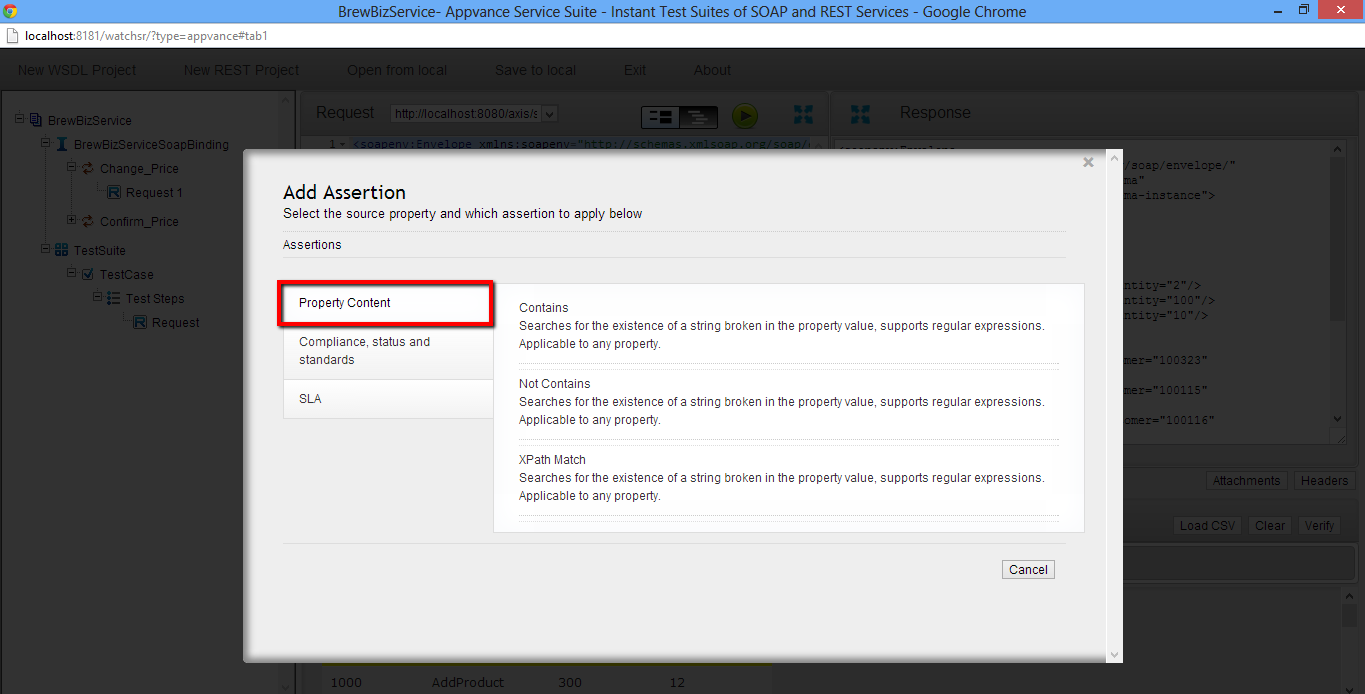 BrewBizService- Appvance Service Suite - Instant Test Suites of SOAP and REST Services - Google Chrome
localhost:8181/watchsr/?type=appvance#tab1
New WSDL Project New REST Project Open from local Save to local Exit About
BrewBizService
BrewBizServiceSoapBinding
Change_Price
Request 1
Confirm_Price
TestSuite
TestCase
Test Steps
Request
Request http://localhost:8080/axis/s
Response
1 <soapenv:Envelope xmlns:soapenv="http://schemas.xmlsoap.org/soap/
/soap/envelope/"
ma"
ma-instance">
ntity="2"/>
ntity="100"/>
ntity="10"/>
omer="100323"
omer="100115"
omer="100116"
Attachments Headers
Load CSV Clear Verify
Add Assertion
Select the source property and which assertion to apply below
Assertions
Property Content
Compliance, status and
standards
SLA
Contains
Searches for the existence of a string broken in the property value, supports regular expressions.
Applicable to any property.
Not Contains
Searches for the existence of a string broken in the property value, supports regular expressions.
Applicable to any property.
XPath Match
Searches for the existence of a string broken in the property value, supports regular expressions.
Applicable to any property.
Cancel
1000 AddProduct 300 12